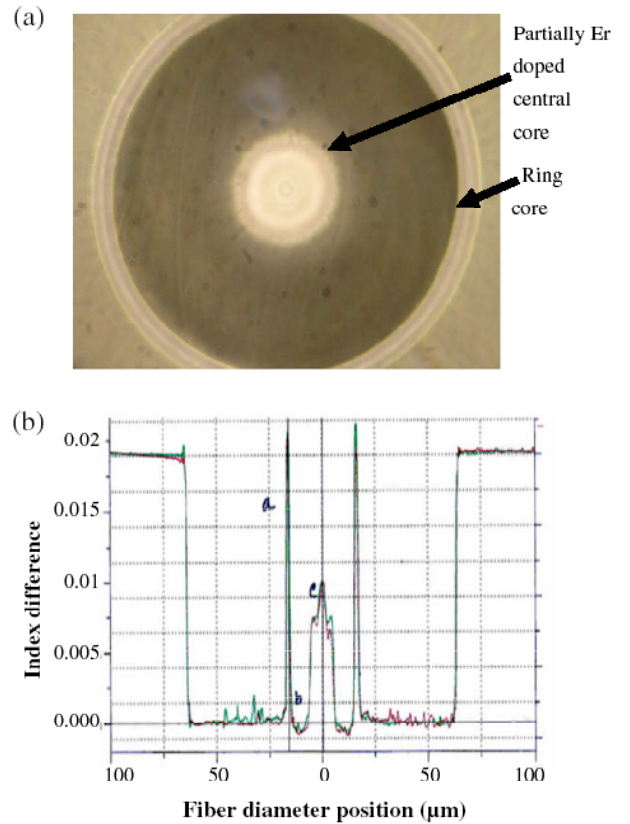 (a)
Partially Er
doped
central
core
Ring
core
(b)
0.02
0.015
0.01
0.005
0.000
a
c
b
100
50
0
50
100
Index difference
Fiber diameter position (µm)